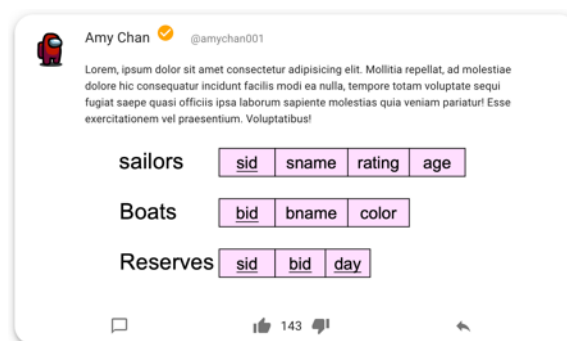 Amy Chan @amychan001
Lorem, ipsum dolor sit amet consectetur adipisicing elit. Mollitia repellat, ad molestiae
dolore hic consequatur incidunt facilis modi ea nulla, tempore totam voluptate sequi
fugiat saepe quasi officiis ipsa laborum sapiente molestias quia veniam pariatur! Esse
exercitationem vel praesentium. Voluptatibus!
sailors sid sname rating age
Boats bid bname color
Reserves sid bid day
143